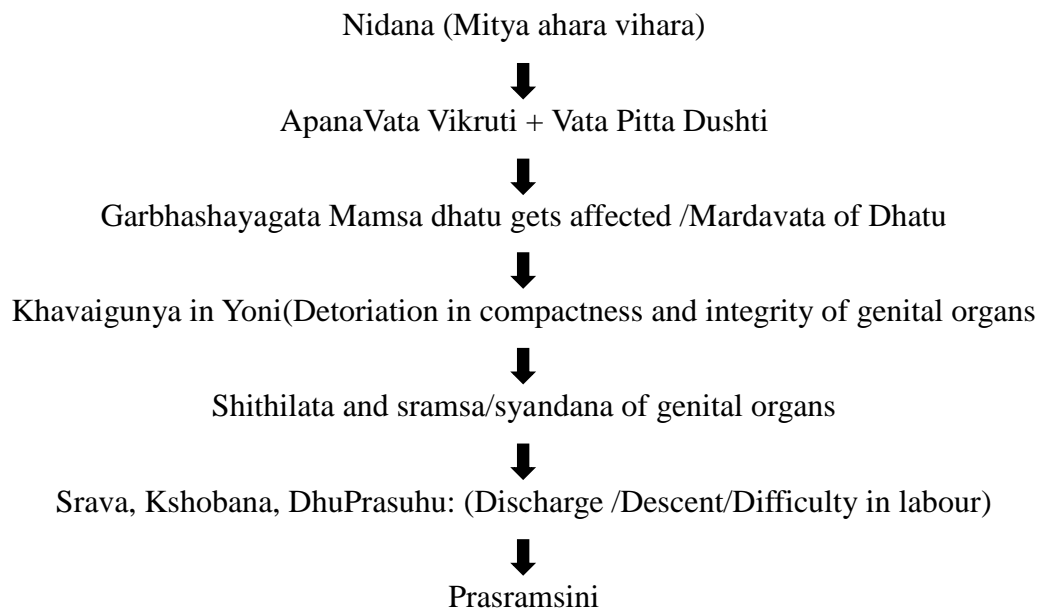 Nidana (Mitya ahara vihara)
ApanaVata Vikruti + Vata Pitta Dushti
Garbhashayagata Mamsa dhatu gets affected /Mardavata of Dhatu
Khavaigunya in Yoni(Detoriation in compactness and integrity of genital organs
Shithilata and sramsa/syandana of genital organs
Srava, Kshobana, DhuPrasuhu: (Discharge /Descent/Difficulty in labour)
Prasramsini